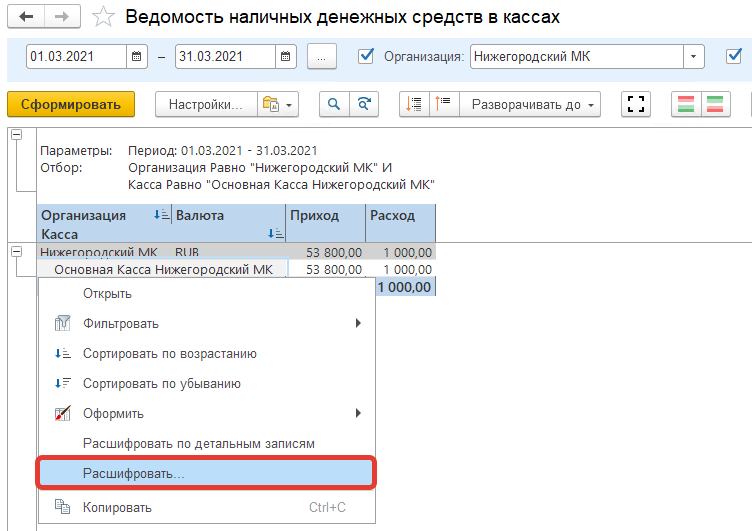 Ведомость наличных денежных средств в кассах
01.03.2021 – 31.03.2021 ... Организация: Нижегородский МК
Сформировать Настройки... Разворачивать до
Параметры: Период: 01.03.2021 - 31.03.2021
Отбор: Организация Равно "Нижегородский МК" И
Касса Равно "Основная Касса Нижегородский МК"
Организация Валюта Приход Расход
Касса
Нижегородский МК RUB 53 800,00 1 000,00
Основная Касса Нижегородский МК 53 800,00 1 000,00
1 000,00
Открыть
Фильтровать
Сортировать по возрастанию
Сортировать по убыванию
Оформить
Расшифровать по детальным записям
Расшифровать...
Копировать Ctrl+C